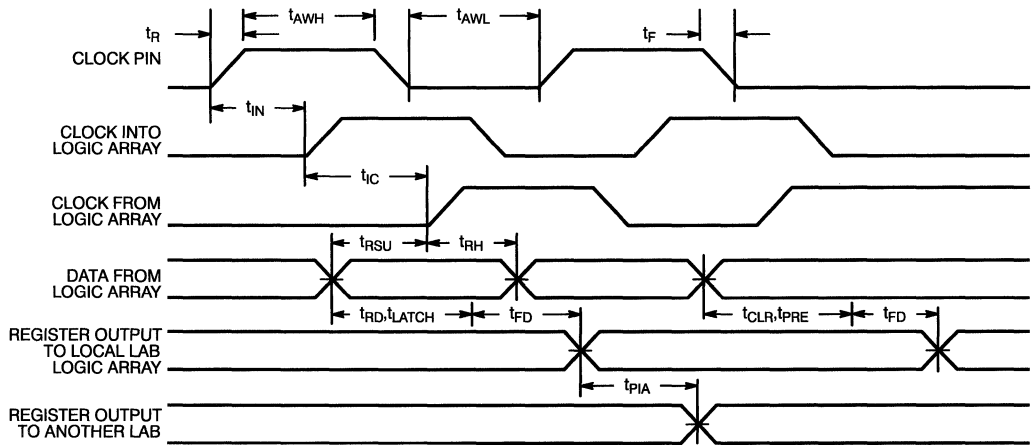 tR
tAWH
tAWL
tF
CLOCK PIN
tIN
CLOCK INTO
LOGIC ARRAY
tIC
CLOCK FROM
LOGIC ARRAY
tRSU
tRH
DATA FROM
LOGIC ARRAY
tRD,tLATCH
tFD
tCLR,tPRE
tFD
REGISTER OUTPUT
TO LOCAL LAB
LOGIC ARRAY
tPIA
REGISTER OUTPUT
TO ANOTHER LAB